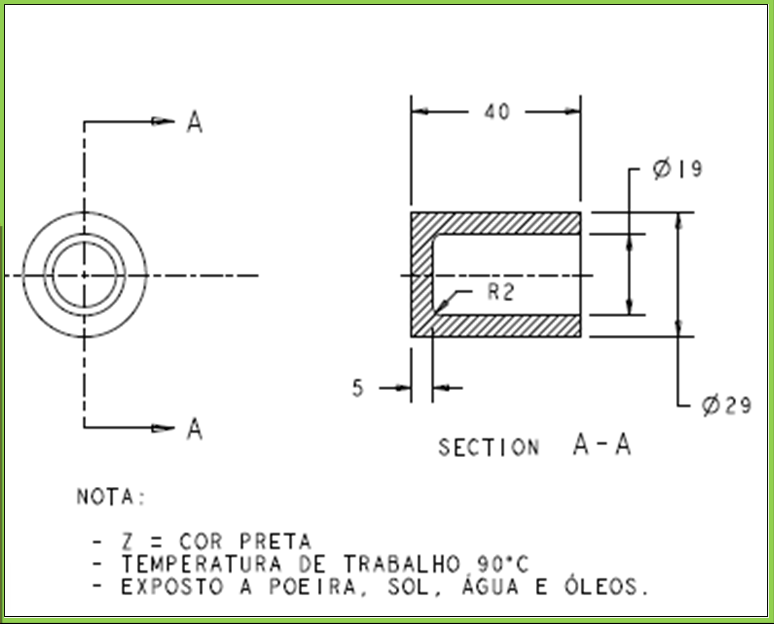 A
40
Ø19
R2
5
A
Ø29
SECTION A-A
NOTA:
- Z = COR PRETA
- TEMPERATURA DE TRABALHO 90°C
- EXPOSTO A POEIRA, SOL, ÁGUA E ÓLEOS.